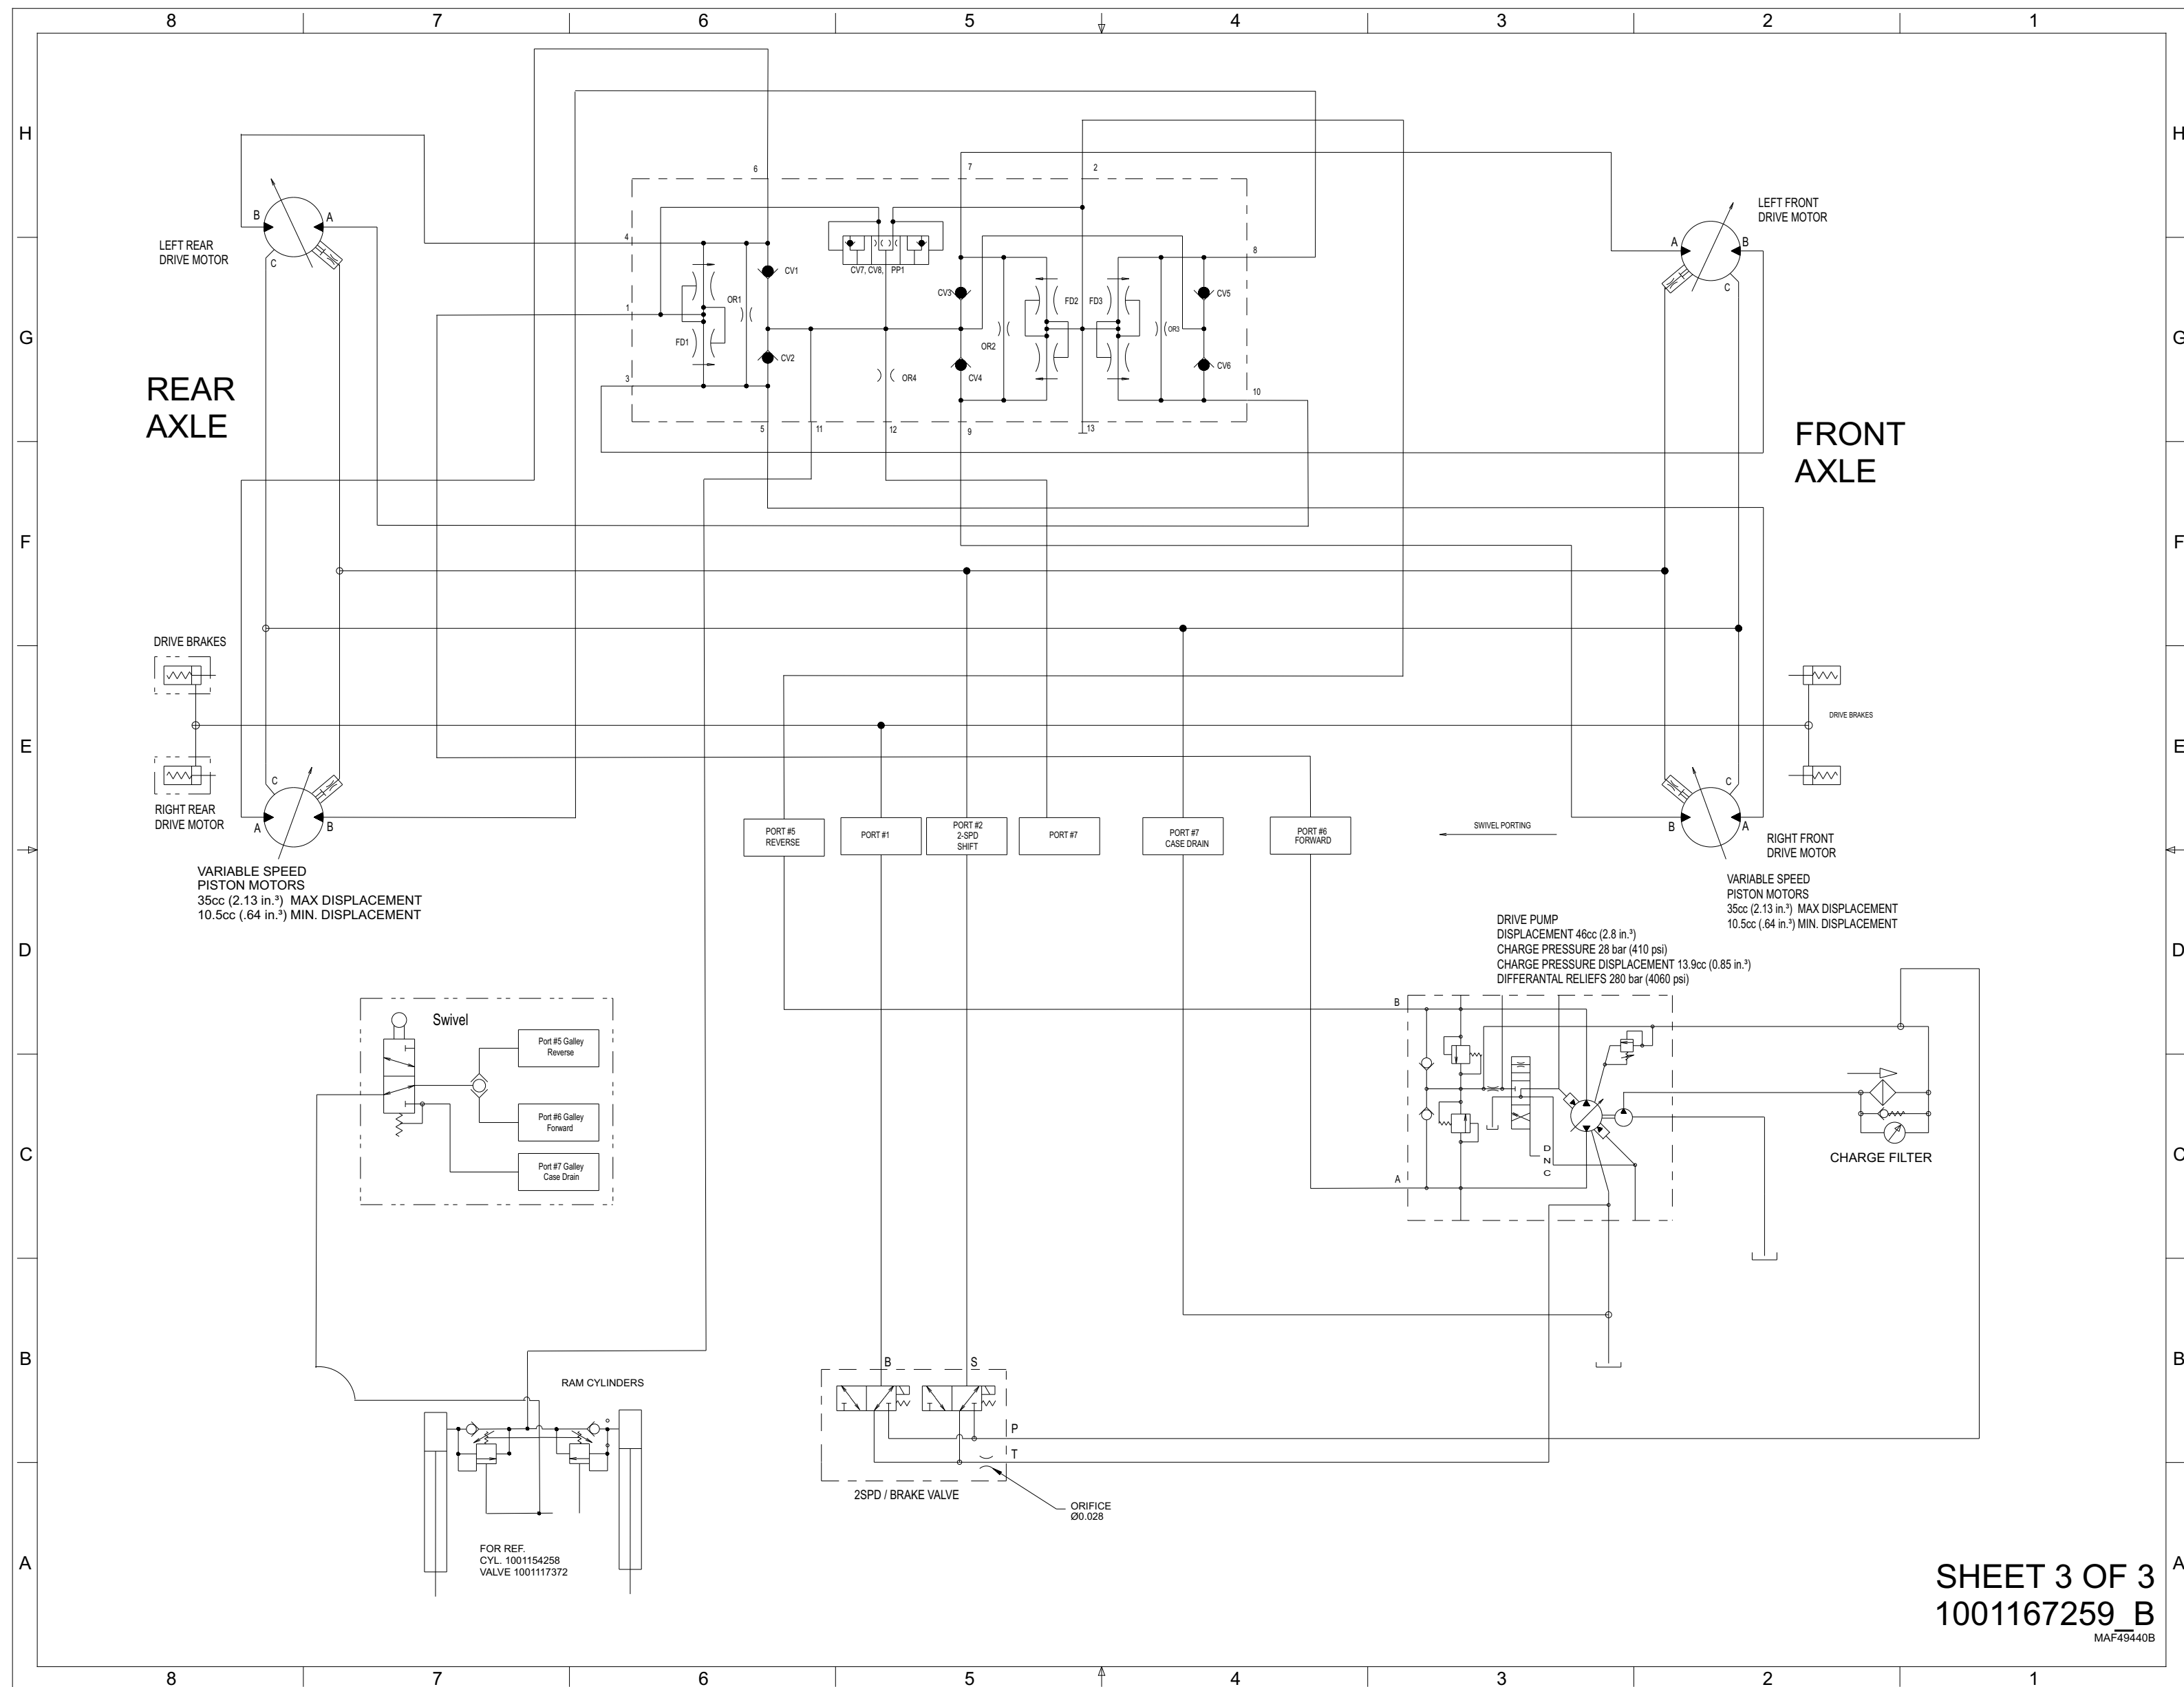 8 7 6 5 4 3 2 1
H
G
F
E
D
C
B
A
H
G
F
E
D
C
B
A
6
7
2
B
A
C
LEFT REAR
DRIVE MOTOR
LEFT FRONT
DRIVE MOTOR
A
B
C
4
8
CV7, CV8, PP1
CV1
OR1
CV3
FD2
FD3
CV5
1
FD1
OR2
OR3
CV2
OR4
CV4
CV6
3
10
5
11
12
9
13
REAR
AXLE
FRONT
AXLE
DRIVE BRAKES
DRIVE BRAKES
C
A
B
RIGHT REAR
DRIVE MOTOR
VARIABLE SPEED
PISTON MOTORS
35cc (2.13 in.³) MAX DISPLACEMENT
10.5cc (.64 in.³) MIN. DISPLACEMENT
PORT #5
REVERSE
PORT #1
PORT #2
2-SPD
SHIFT
PORT #7
PORT #7
CASE DRAIN
PORT #6
FORWARD
SWIVEL PORTING
C
B
A
RIGHT FRONT
DRIVE MOTOR
VARIABLE SPEED
PISTON MOTORS
35cc (2.13 in.³) MAX DISPLACEMENT
10.5cc (.64 in.³) MIN. DISPLACEMENT
DRIVE PUMP
DISPLACEMENT 46cc (2.8 in.³)
CHARGE PRESSURE 28 bar (410 psi)
CHARGE PRESSURE DISPLACEMENT 13.9cc (0.85 in.³)
DIFFERANTAL RELIEFS 280 bar (4060 psi)
B
A
D
N
C
CHARGE FILTER
Swivel
Port #5 Galley
Reverse
Port #6 Galley
Forward
Port #7 Galley
Case Drain
RAM CYLINDERS
FOR REF.
CYL. 1001154258
VALVE 1001117372
B
S
P
T
2SPD / BRAKE VALVE
ORIFICE
Ø0.028
SHEET 3 OF 3
1001167259_B
MAF49440B
8 7 6 5 4 3 2 1